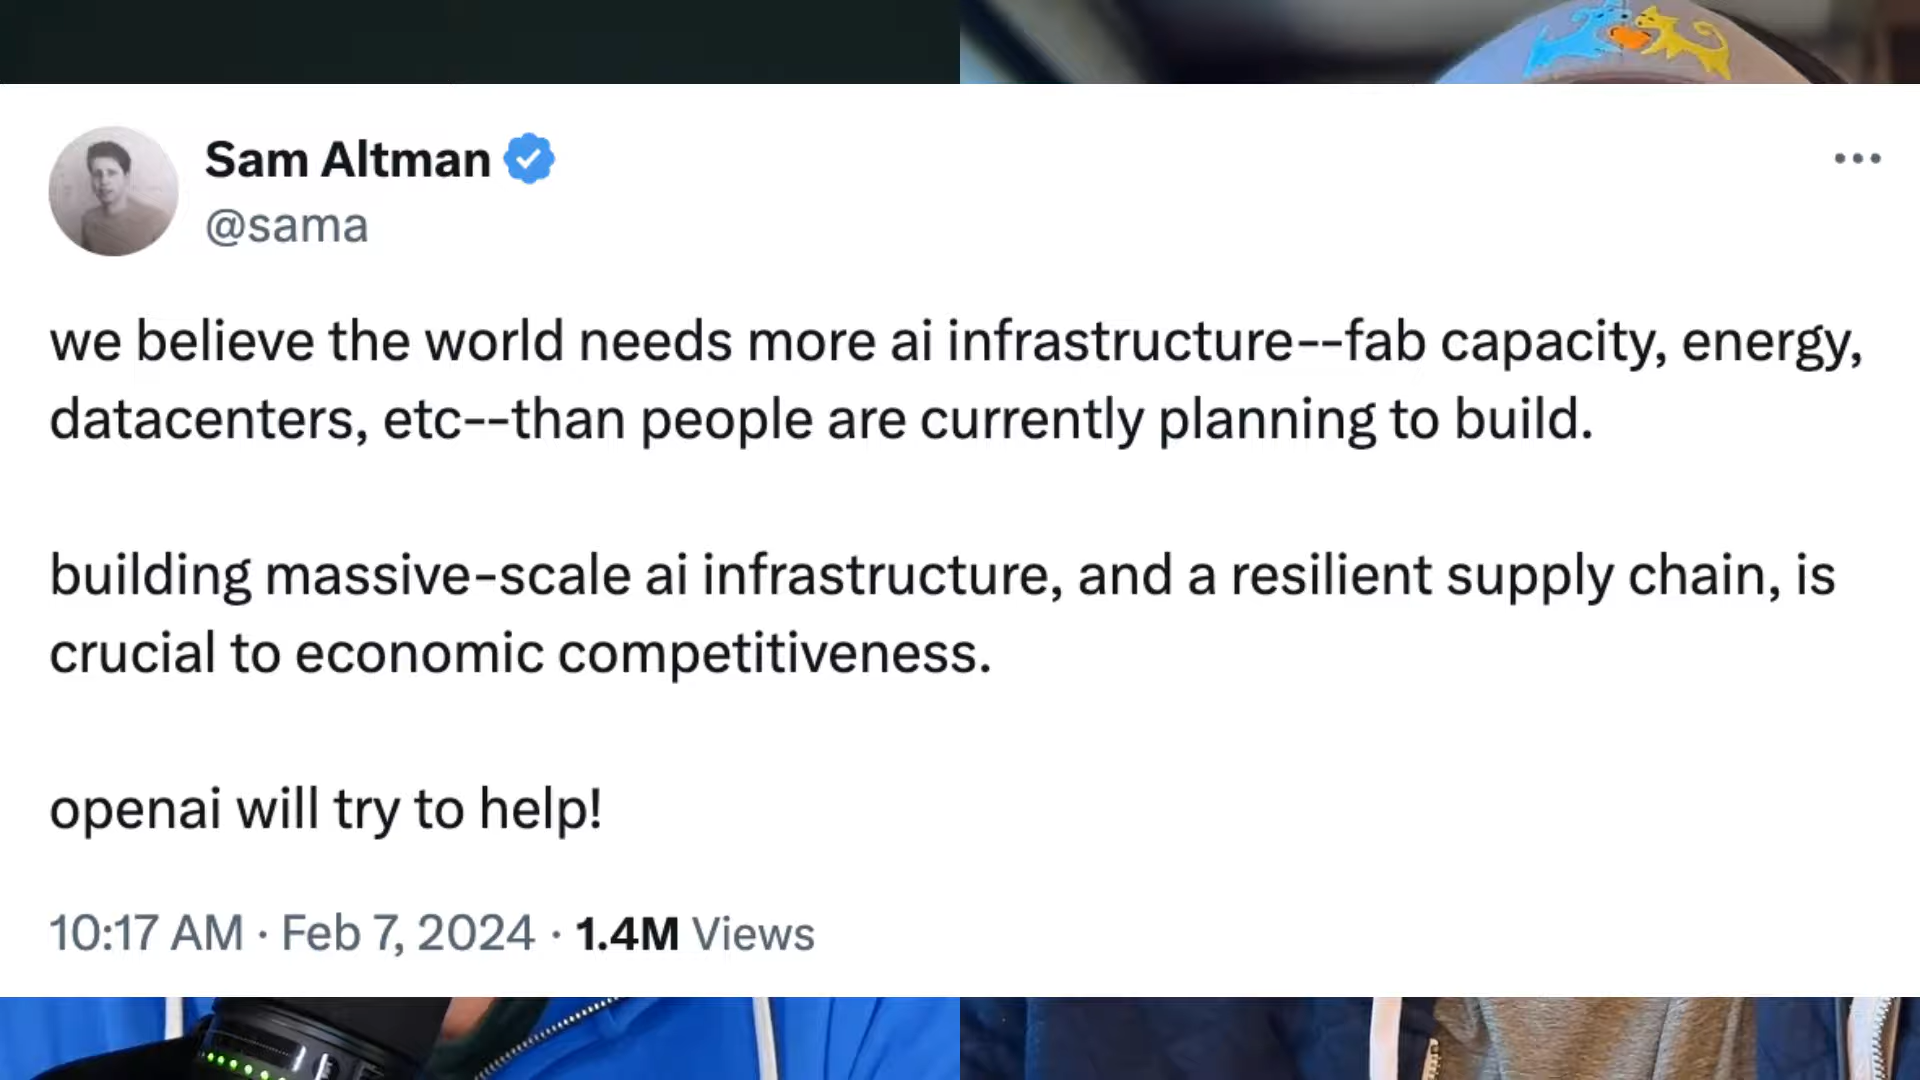 Sam Altman
@sama
we believe the world needs more ai infrastructure--fab capacity, energy,
datacenters, etc--than people are currently planning to build.
building massive-scale ai infrastructure, and a resilient supply chain, is
crucial to economic competitiveness.
openai will try to help!
10:17 AM · Feb 7, 2024 · 1.4M Views